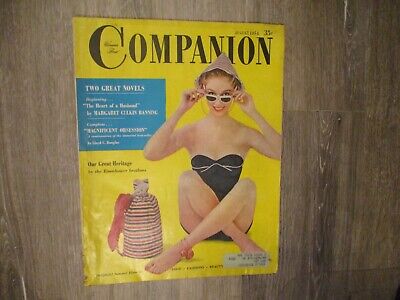 Woman's Home
COMPANION
AUGUST 1954 35¢
TWO GREAT NOVELS
Beginning...
"The Heart of a Husband"
by MARGARET CULKIN BANNING
Complete...
"MAGNIFICENT OBSESSION"
by Lloyd C. Douglas
Our Great Heritage
by the Eisenhower brothers
FOOD • FASHIONS • BEAUTY